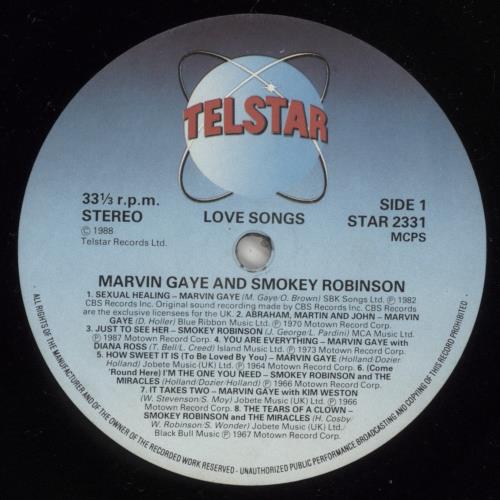 TELSTAR
33⅓ r.p.m.
STEREO
© 1988
Telstar Records Ltd.
LOVE SONGS
SIDE 1
STAR 2331
MCPS
MARVIN GAYE AND SMOKEY ROBINSON
1. SEXUAL HEALING – MARVIN GAYE (M. Gaye/O. Brown) SBK Songs Ltd. ℗ 1982
CBS Records Inc. Original sound recording made by CBS Records Inc. CBS Records
are the exclusive licensees for the UK. 2. ABRAHAM, MARTIN AND JOHN – MARVIN
GAYE (D. Holler) Blue Ribbon Music Ltd. ℗ 1970 Motown Record Corp.
3. JUST TO SEE HER – SMOKEY ROBINSON (J. George/L. Pardini) MCA Music Ltd.
℗ 1987 Motown Record Corp. 4. YOU ARE EVERYTHING – MARVIN GAYE with
DIANA ROSS (T. Bell/L. Creed) Island Music Ltd. ℗ 1973 Motown Record Corp.
5. HOW SWEET IT IS (To Be Loved By You) – MARVIN GAYE (Holland/Dozier/
Holland) Jobete Music (UK) Ltd. ℗ 1964 Motown Record Corp. 6. (Come
'Round Here) I'M THE ONE YOU NEED – SMOKEY ROBINSON and THE
MIRACLES (Holland/Dozier/Holland) ℗ 1966 Motown Record Corp.
7. IT TAKES TWO – MARVIN GAYE with KIM WESTON
(W. Stevenson/S. Moy) Jobete Music (UK) Ltd. ℗ 1966
Motown Record Corp. 8. THE TEARS OF A CLOWN –
SMOKEY ROBINSON and THE MIRACLES (H. Cosby/
W. Robinson/S. Wonder) Jobete Music (UK) Ltd./
Black Bull Music ℗ 1967 Motown Record Corp.
ALL RIGHTS OF THE MANUFACTURER AND OF THE OWNER OF THE RECORDED WORK RESERVED – UNAUTHORIZED PUBLIC PERFORMANCE BROADCASTING AND COPYING OF THIS RECORD PROHIBITED.